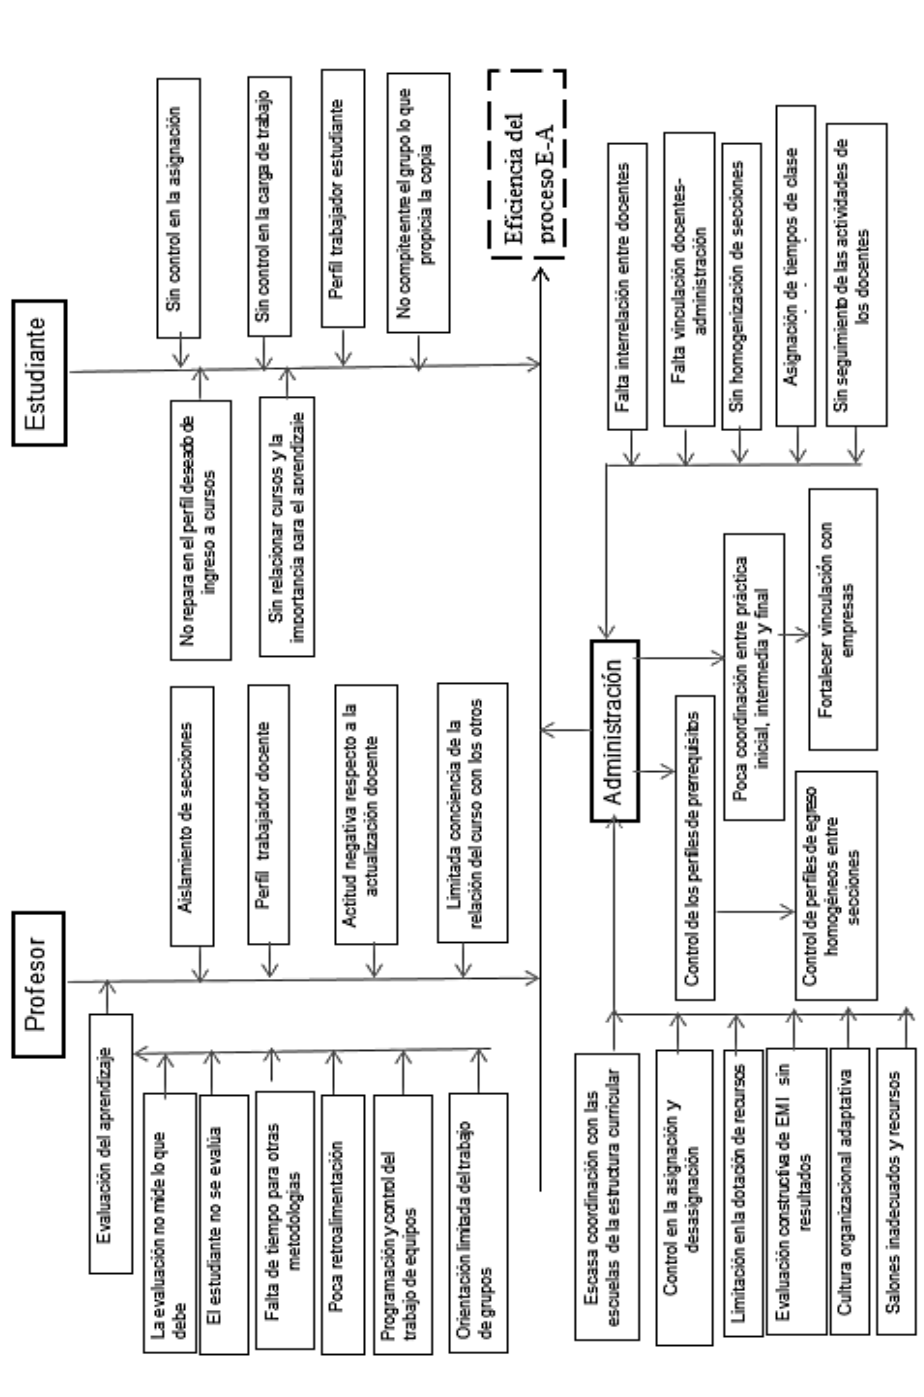 Profesor
Estudiante
Evaluación del aprendizaje
La evaluación no mide lo que
debe
El estudiante no se evalúa
Falta de tiempo para otras
metodologías
Poca retroalimentación
Programación y control del
trabajo de equipos
Orientación limitada del trabajo
de grupos
Aislamiento de secciones
Perfil trabajador docente
Actitud negativa respecto a la
actualización docente
Limitada conciencia de la
relación del curso con los otros
No repara en el perfil deseado de
ingreso a cursos
Sin relacionar cursos y la
importancia para el aprendizaje
Sin control en la asignación
Sin control en la carga de trabajo
Perfil trabajador estudiante
No compite entre el grupo lo que
propicia la copia
Eficiencia del
proceso E-A
Escasa coordinación con las
escuelas de la estructura curricular
Control en la asignación y
desasignación
Limitación en la dotación de recursos
Evaluación constructiva de EMI sin
resultados
Cultura organizacional adaptativa
Salones inadecuados y recursos
Administración
Control de los perfiles de prerrequisitos
Control de perfiles de egreso
homogéneos entre
secciones
Poca coordinación entre práctica
inicial, intermedia y final
Fortalecer vinculación con
empresas
Falta interrelación entre docentes
Falta vinculación docentes-
administración
Sin homogenización de secciones
Asignación de tiempos de clase
Sin seguimiento de las actividades de
los docentes